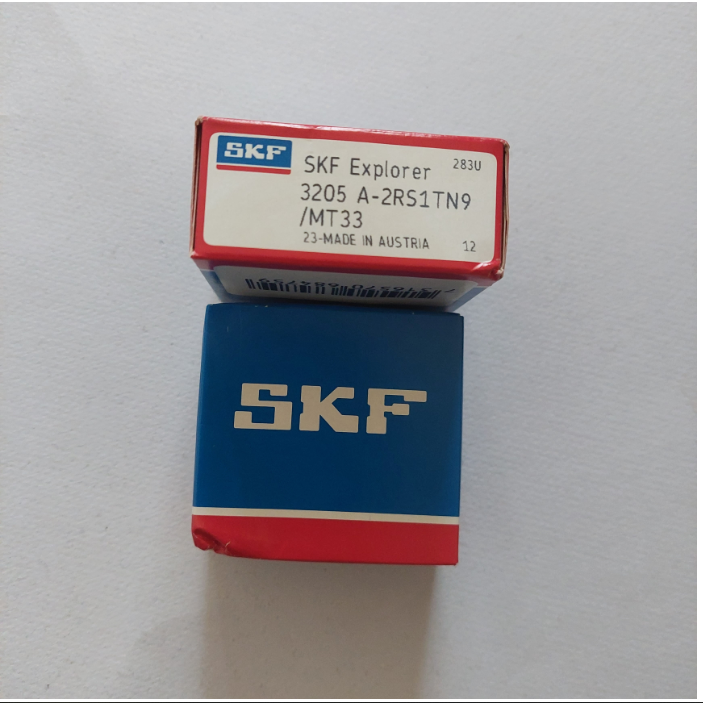 SKF
SKF Explorer 283U
3205 A-2RS1TN9
/MT33
23-MADE IN AUSTRIA 12
SKF